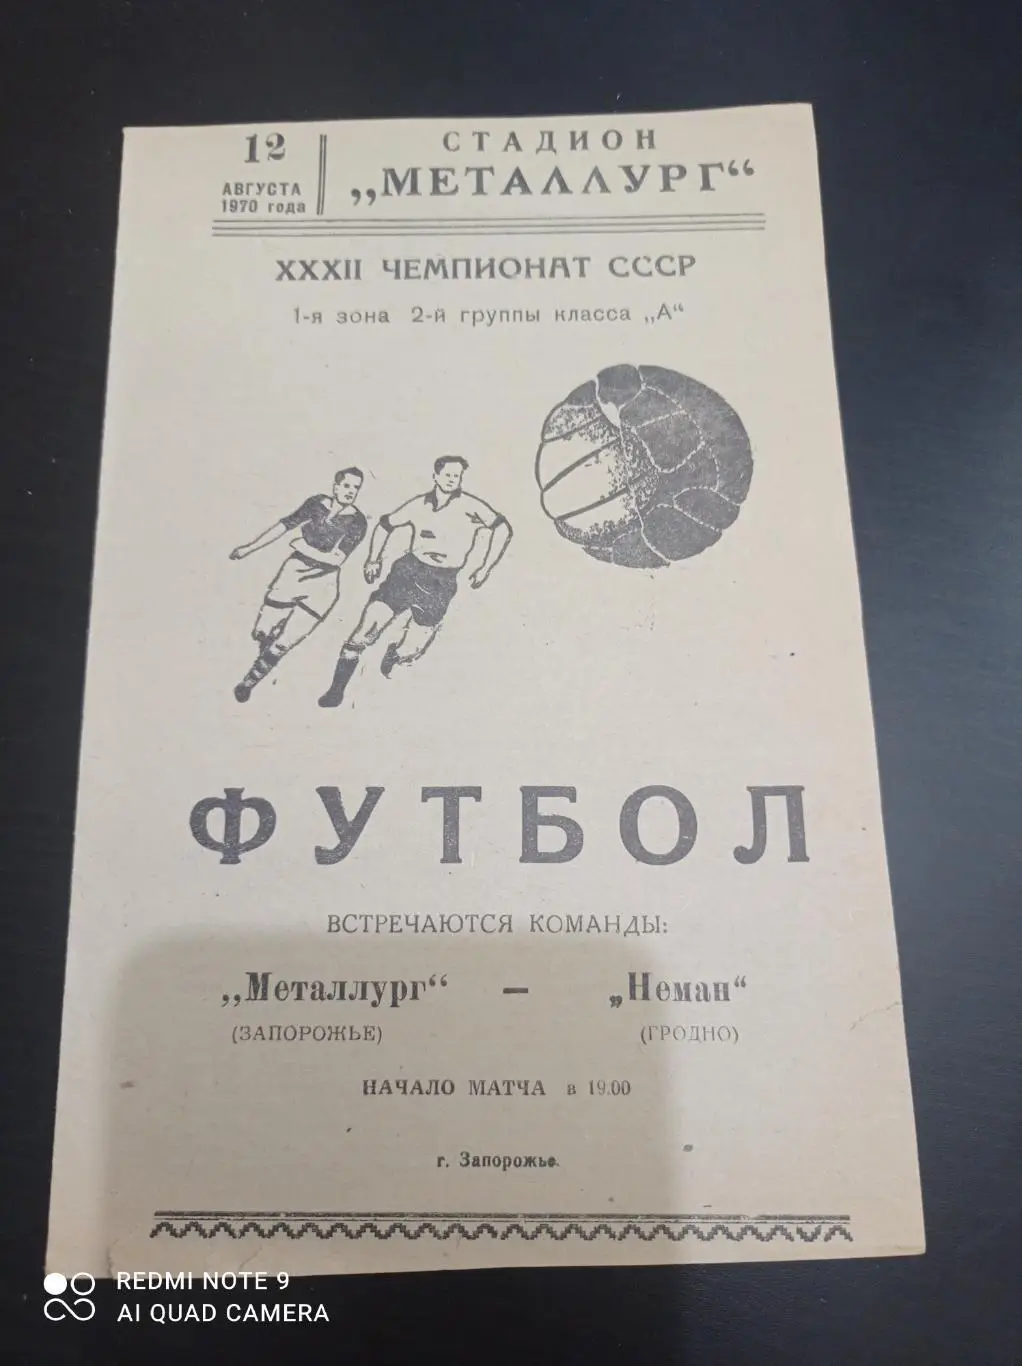 12
АВГУСТА
1970 года
СТАДИОН
„МЕТАЛЛУРГ“
XXXII ЧЕМПИОНАТ СССР
1-я зона 2-й группы класса „А“
ФУТБОЛ
ВСТРЕЧАЮТСЯ КОМАНДЫ:
„Металлург“ — „Неман“
(ЗАПОРОЖЬЕ) (ГРОДНО)
НАЧАЛО МАТЧА в 19.00
г. Запорожье.
REDMI NOTE 9
AI QUAD CAMERA